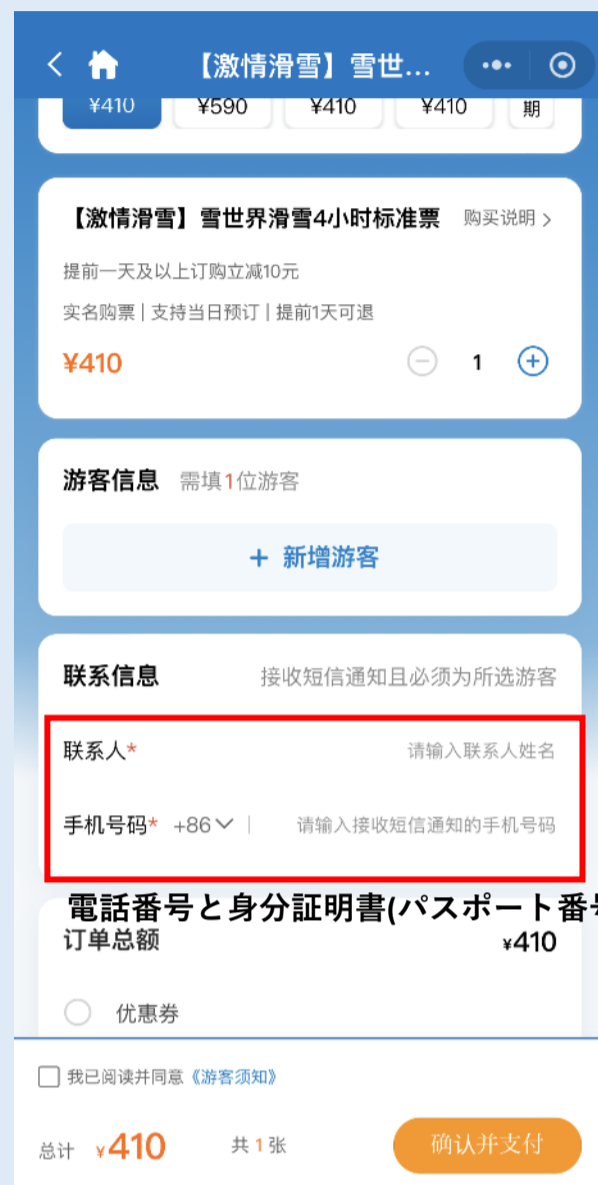 【激情滑雪】雪世...
¥410 ¥590 ¥410 ¥410 期
【激情滑雪】雪世界滑雪4小时标准票 购买说明 >
提前一天及以上订购立减10元
实名购票 | 支持当日预订 | 提前1天可退
¥410 1
游客信息 需填1位游客
+ 新增游客
联系信息 接收短信通知且必须为所选游客
联系人* 请输入联系人姓名
手机号码* +86 请输入接收短信通知的手机号码
電話番号と身分証明書(パスポート番号
订单总额 ¥410
优惠券
我已阅读并同意《游客须知》
总计 ¥410 共1张 确认并支付